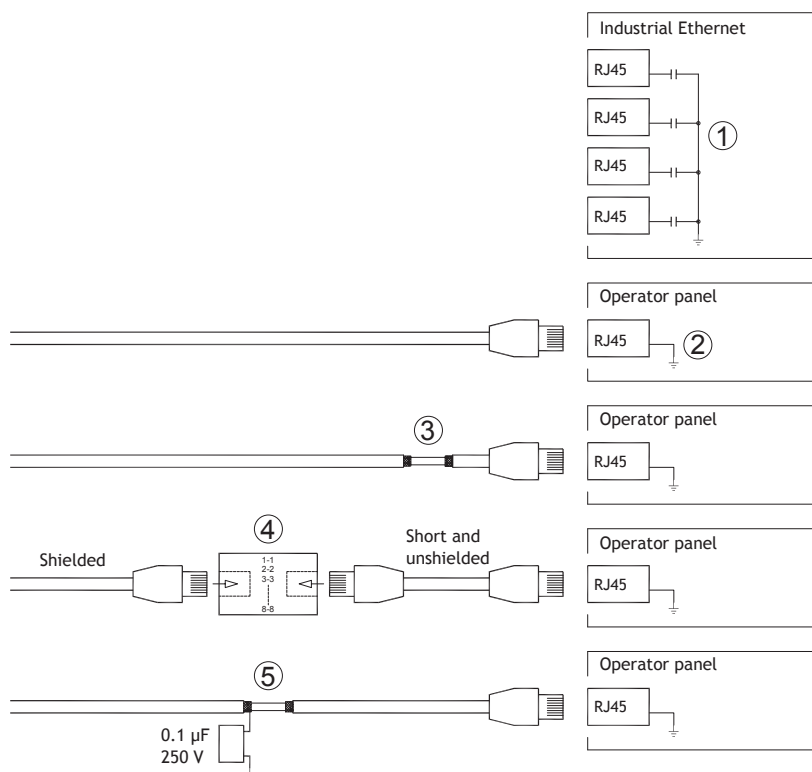 Industrial Ethernet
RJ45
RJ45
①
RJ45
RJ45
Operator panel
RJ45
②
Operator panel
③
RJ45
Operator panel
④
Shielded
1-1
2-2
3-3
8-8
Short and
unshielded
RJ45
Operator panel
⑤
RJ45
0.1 µF
250 V